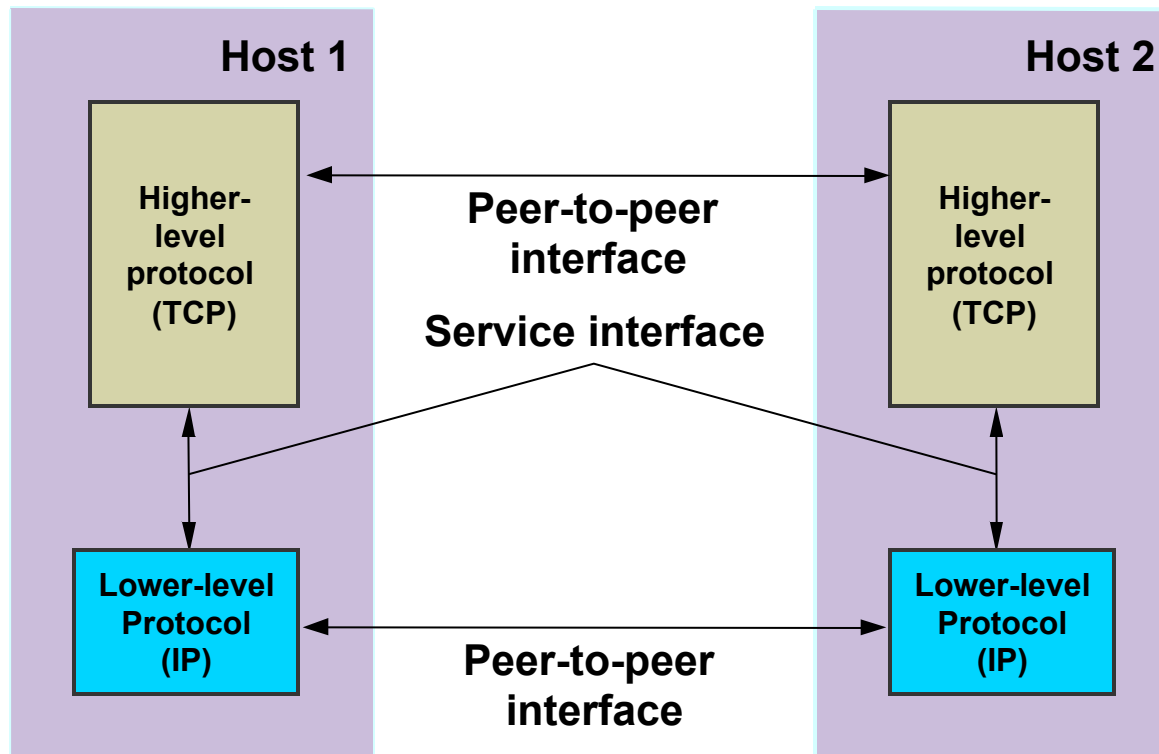 Host 1
Host 2
Higher-
level
protocol
(TCP)
Peer-to-peer
interface
Higher-
level
protocol
(TCP)
Service interface
Lower-level
Protocol
(IP)
Peer-to-peer
interface
Lower-level
Protocol
(IP)